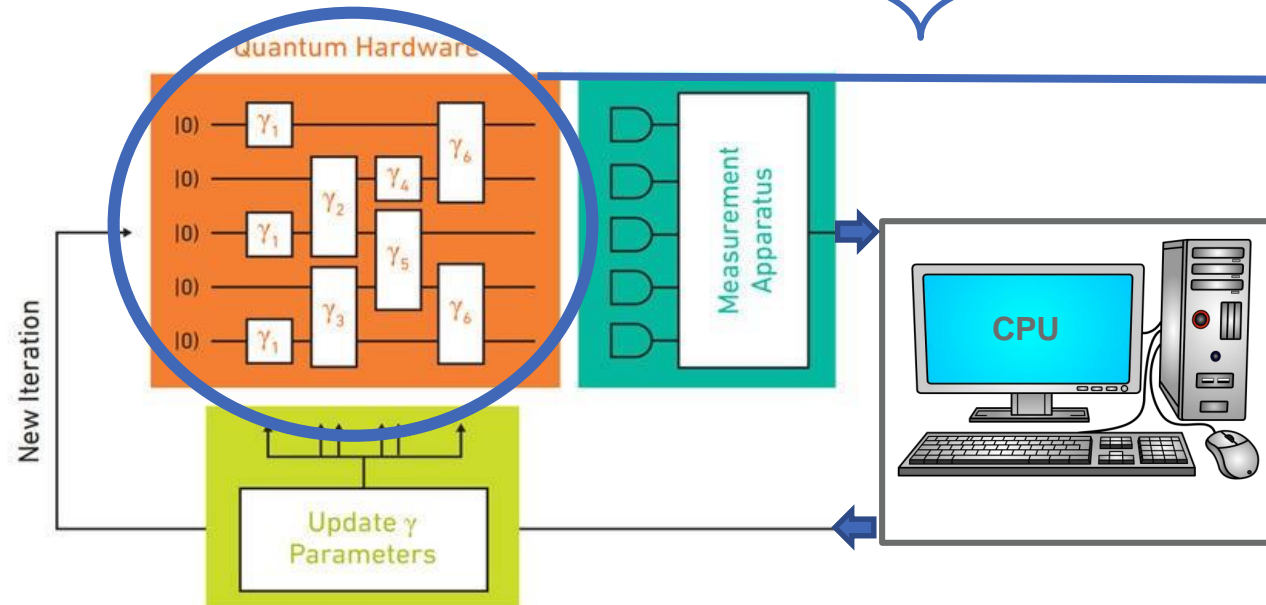 Quantum Hardware
|0⟩ γ₁ γ₆
|0⟩ γ₂ γ₄
|0⟩ γ₁ γ₅
|0⟩ γ₃ γ₆
|0⟩ γ₁
Measurement
Apparatus
CPU
New Iteration
Update γ
Parameters